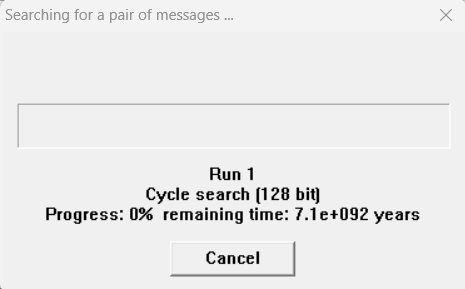 Searching for a pair of messages ...
Run 1
Cycle search (128 bit)
Progress: 0% remaining time: 7.1e+092 years
Cancel